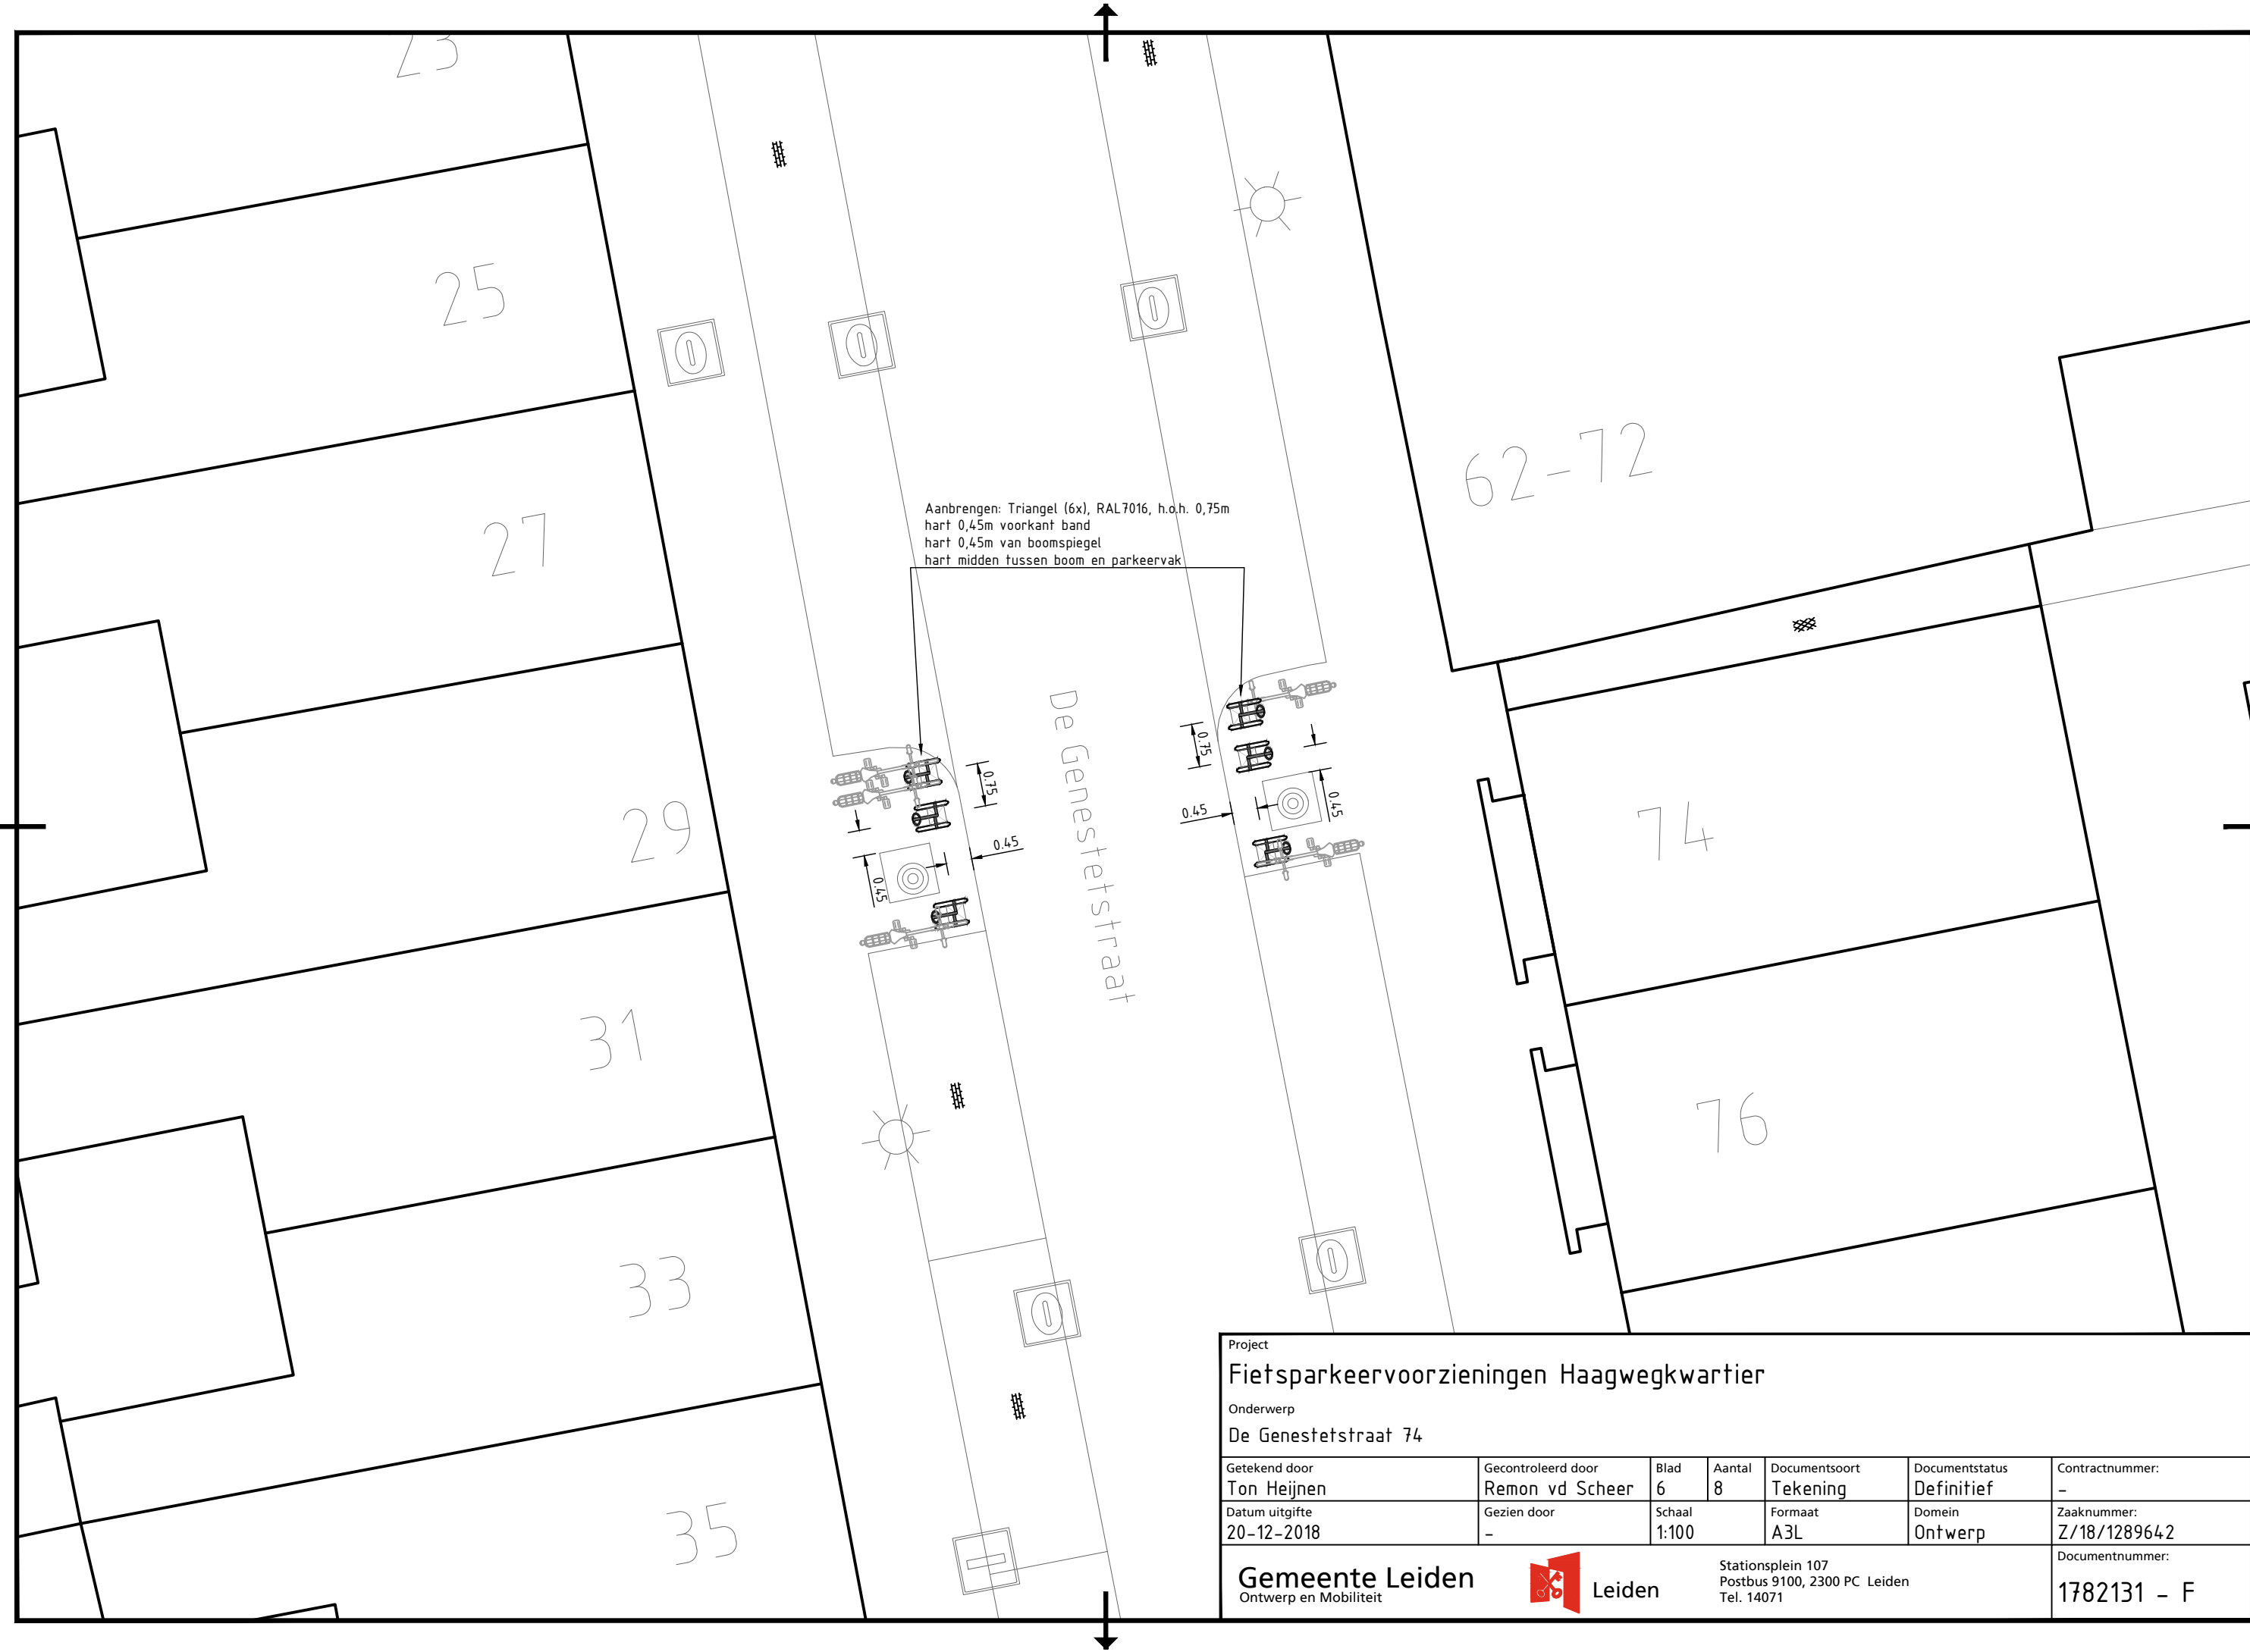 23
25
27
29
31
33
35
62-72
74
76
Aanbrengen: Triangel (6x), RAL7016, h.o.h. 0,75m
hart 0,45m voorkant band
hart 0,45m van boomspiegel
hart midden tussen boom en parkeervak
De Genestetstraat
0.75
0.75
0.45
0.45
0.45
0.45
Project
Fietsparkeervoorzieningen Haagwegkwartier
Onderwerp
De Genestetstraat 74
Getekend door Gecontroleerd door Blad Aantal Documentsoort Documentstatus Contractnummer:
Ton Heijnen Remon vd Scheer 6 8 Tekening Definitief -
Datum uitgifte Gezien door Schaal Formaat Domein Zaaknummer:
20-12-2018 - 1:100 A3L Ontwerp Z/18/1289642
Gemeente Leiden
Ontwerp en Mobiliteit
Leiden
Stationsplein 107
Postbus 9100, 2300 PC Leiden
Tel. 14071
Documentnummer:
1782131 - F